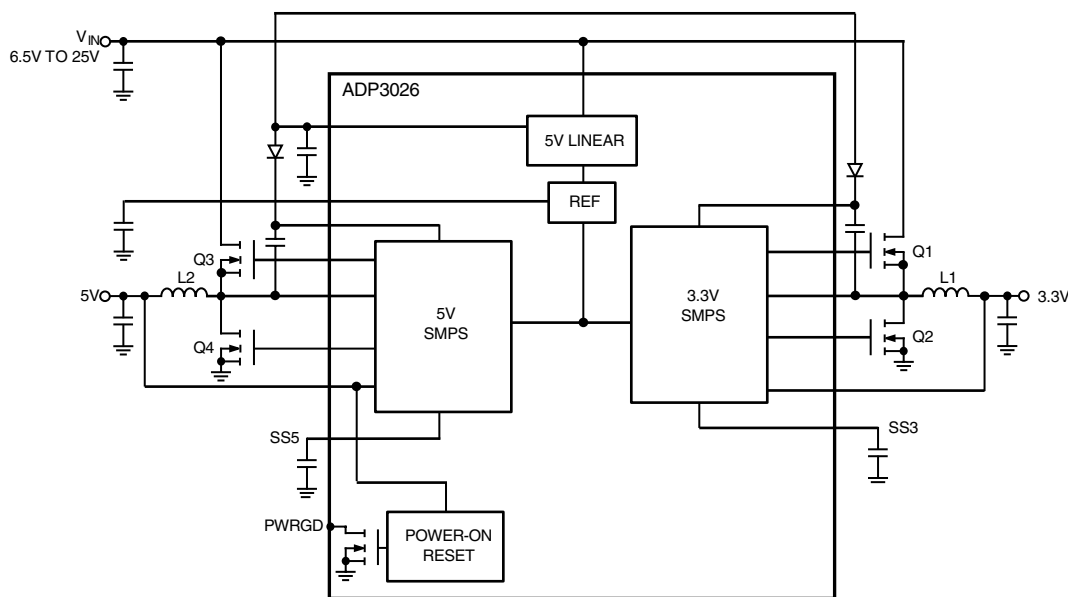 VIN
6.5V TO 25V
ADP3026
5V LINEAR
REF
Q3
Q1
L2
L1
5V
5V
SMPS
3.3V
SMPS
3.3V
Q4
Q2
SS5
SS3
PWRGD
POWER-ON
RESET